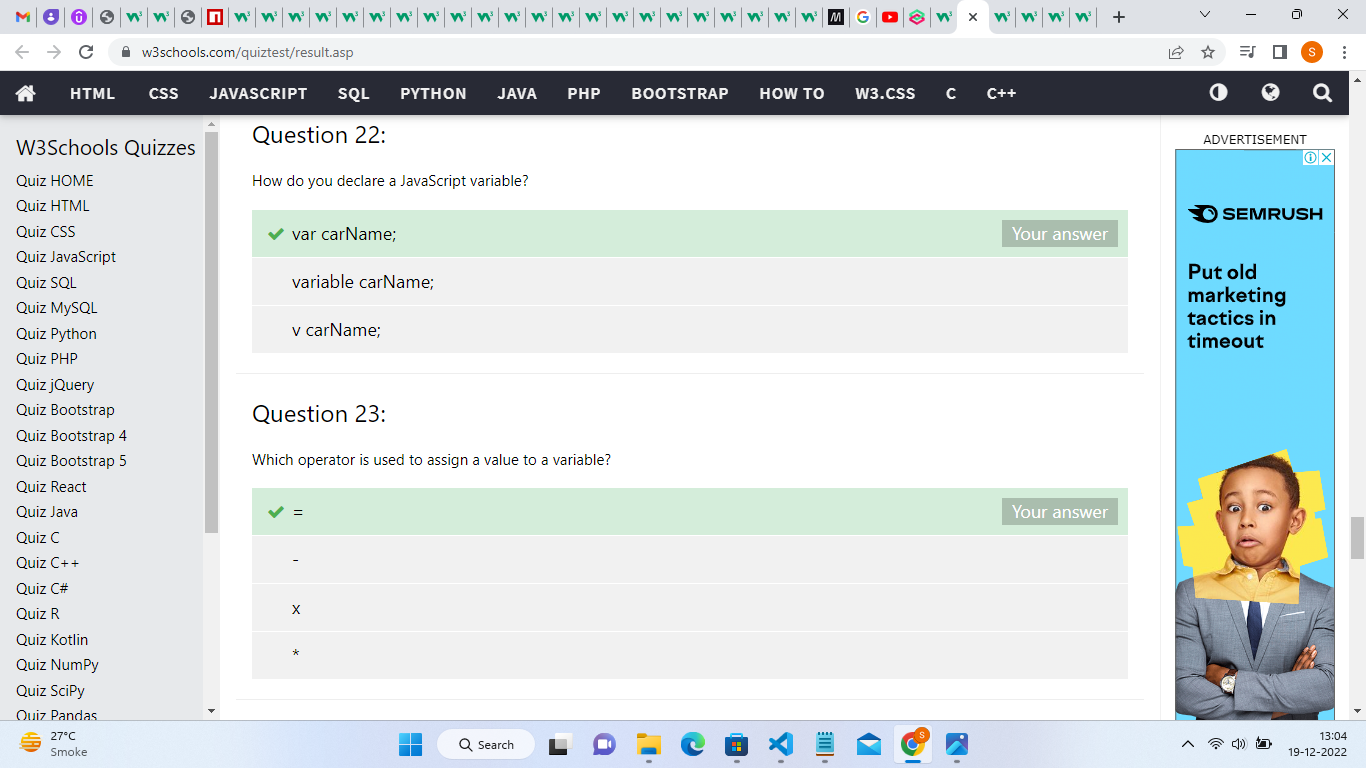 w3schools.com/quiztest/result.asp
S
HTML CSS JAVASCRIPT SQL PYTHON JAVA PHP BOOTSTRAP HOW TO W3.CSS C C++
W3Schools Quizzes
Quiz HOME
Quiz HTML
Quiz CSS
Quiz JavaScript
Quiz SQL
Quiz MySQL
Quiz Python
Quiz PHP
Quiz jQuery
Quiz Bootstrap
Quiz Bootstrap 4
Quiz Bootstrap 5
Quiz React
Quiz Java
Quiz C
Quiz C++
Quiz C#
Quiz R
Quiz Kotlin
Quiz NumPy
Quiz SciPy
Quiz Pandas
Question 22:
How do you declare a JavaScript variable?
var carName; Your answer
variable carName;
v carName;
Question 23:
Which operator is used to assign a value to a variable?
= Your answer
-
x
*
ADVERTISEMENT
SEMRUSH
Put old
marketing
tactics in
timeout
27°C
Smoke
Search
S
13:04
19-12-2022